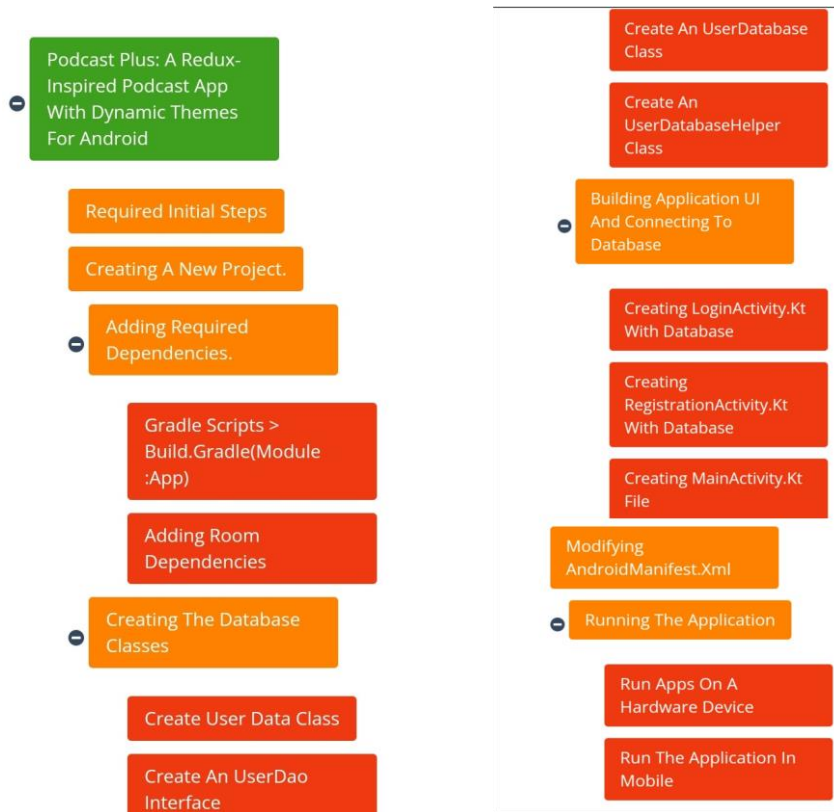 Podcast Plus: A Redux-
Inspired Podcast App
With Dynamic Themes
For Android
Required Initial Steps
Creating A New Project.
Adding Required
Dependencies.
Gradle Scripts >
Build.Gradle(Module
:App)
Adding Room
Dependencies
Creating The Database
Classes
Create User Data Class
Create An UserDao
Interface
Create An UserDatabase
Class
Create An
UserDatabaseHelper
Class
Building Application UI
And Connecting To
Database
Creating LoginActivity.Kt
With Database
Creating
RegistrationActivity.Kt
With Database
Creating MainActivity.Kt
File
Modifying
AndroidManifest.Xml
Running The Application
Run Apps On A
Hardware Device
Run The Application In
Mobile